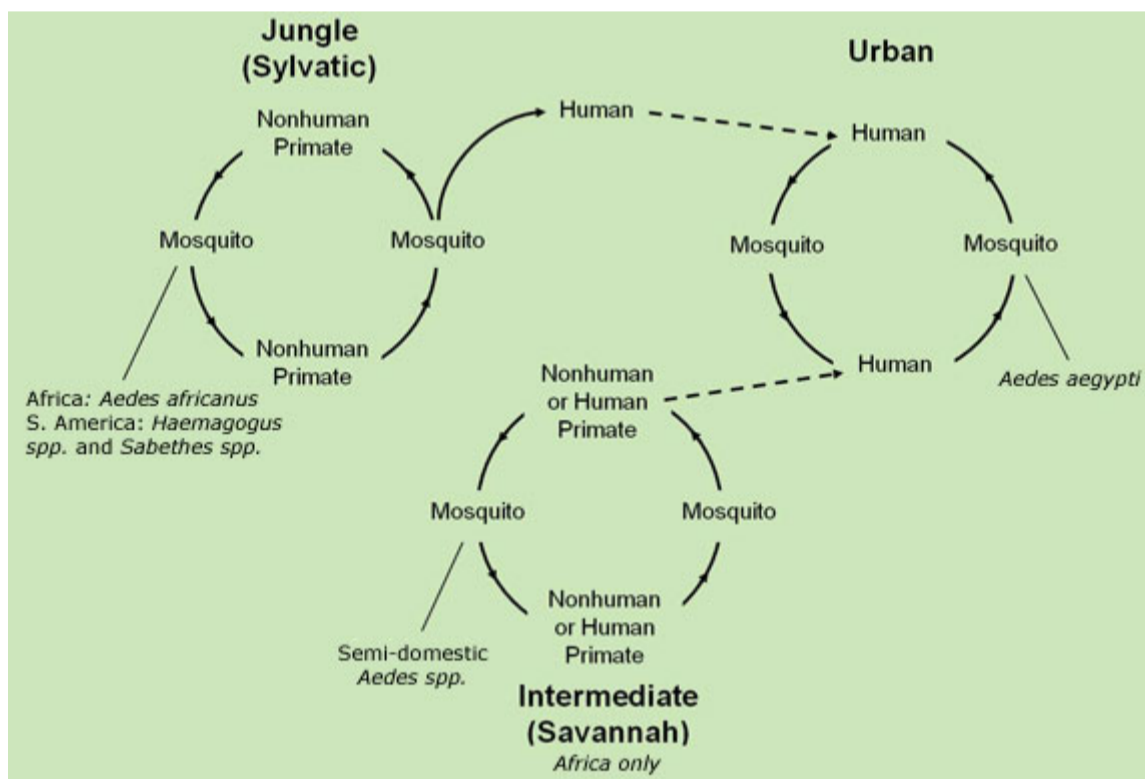 Jungle
(Sylvatic)
Nonhuman
Primate
Mosquito
Mosquito
Nonhuman
Primate
Africa: Aedes africanus
S. America: Haemagogus
spp. and Sabethes spp.
Human
Urban
Human
Mosquito
Mosquito
Human
Aedes aegypti
Nonhuman
or Human
Primate
Mosquito
Mosquito
Nonhuman
or Human
Primate
Semi-domestic
Aedes spp.
Intermediate
(Savannah)
Africa only